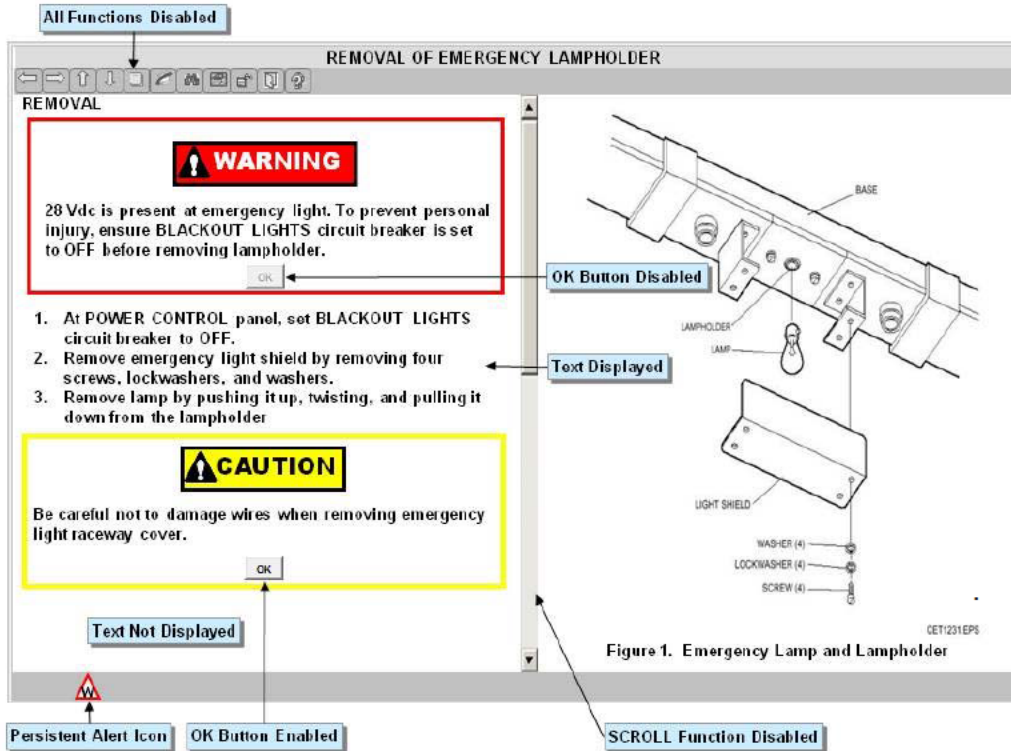 All Functions Disabled
REMOVAL OF EMERGENCY LAMPHOLDER
REMOVAL
WARNING
28 Vdc is present at emergency light. To prevent personal
injury, ensure BLACKOUT LIGHTS circuit breaker is set
to OFF before removing lampholder.
OK
OK Button Disabled
1. At POWER CONTROL panel, set BLACKOUT LIGHTS
circuit breaker to OFF.
2. Remove emergency light shield by removing four
screws, lockwashers, and washers.
3. Remove lamp by pushing it up, twisting, and pulling it
down from the lampholder
Text Displayed
CAUTION
Be careful not to damage wires when removing emergency
light raceway cover.
OK
Text Not Displayed
BASE
LAMPHOLDER
LAMP
LIGHT SHIELD
WASHER (4)
LOCKWASHER (4)
SCREW (4)
CET1231.EPS
Figure 1. Emergency Lamp and Lampholder
W
Persistent Alert Icon
OK Button Enabled
SCROLL Function Disabled